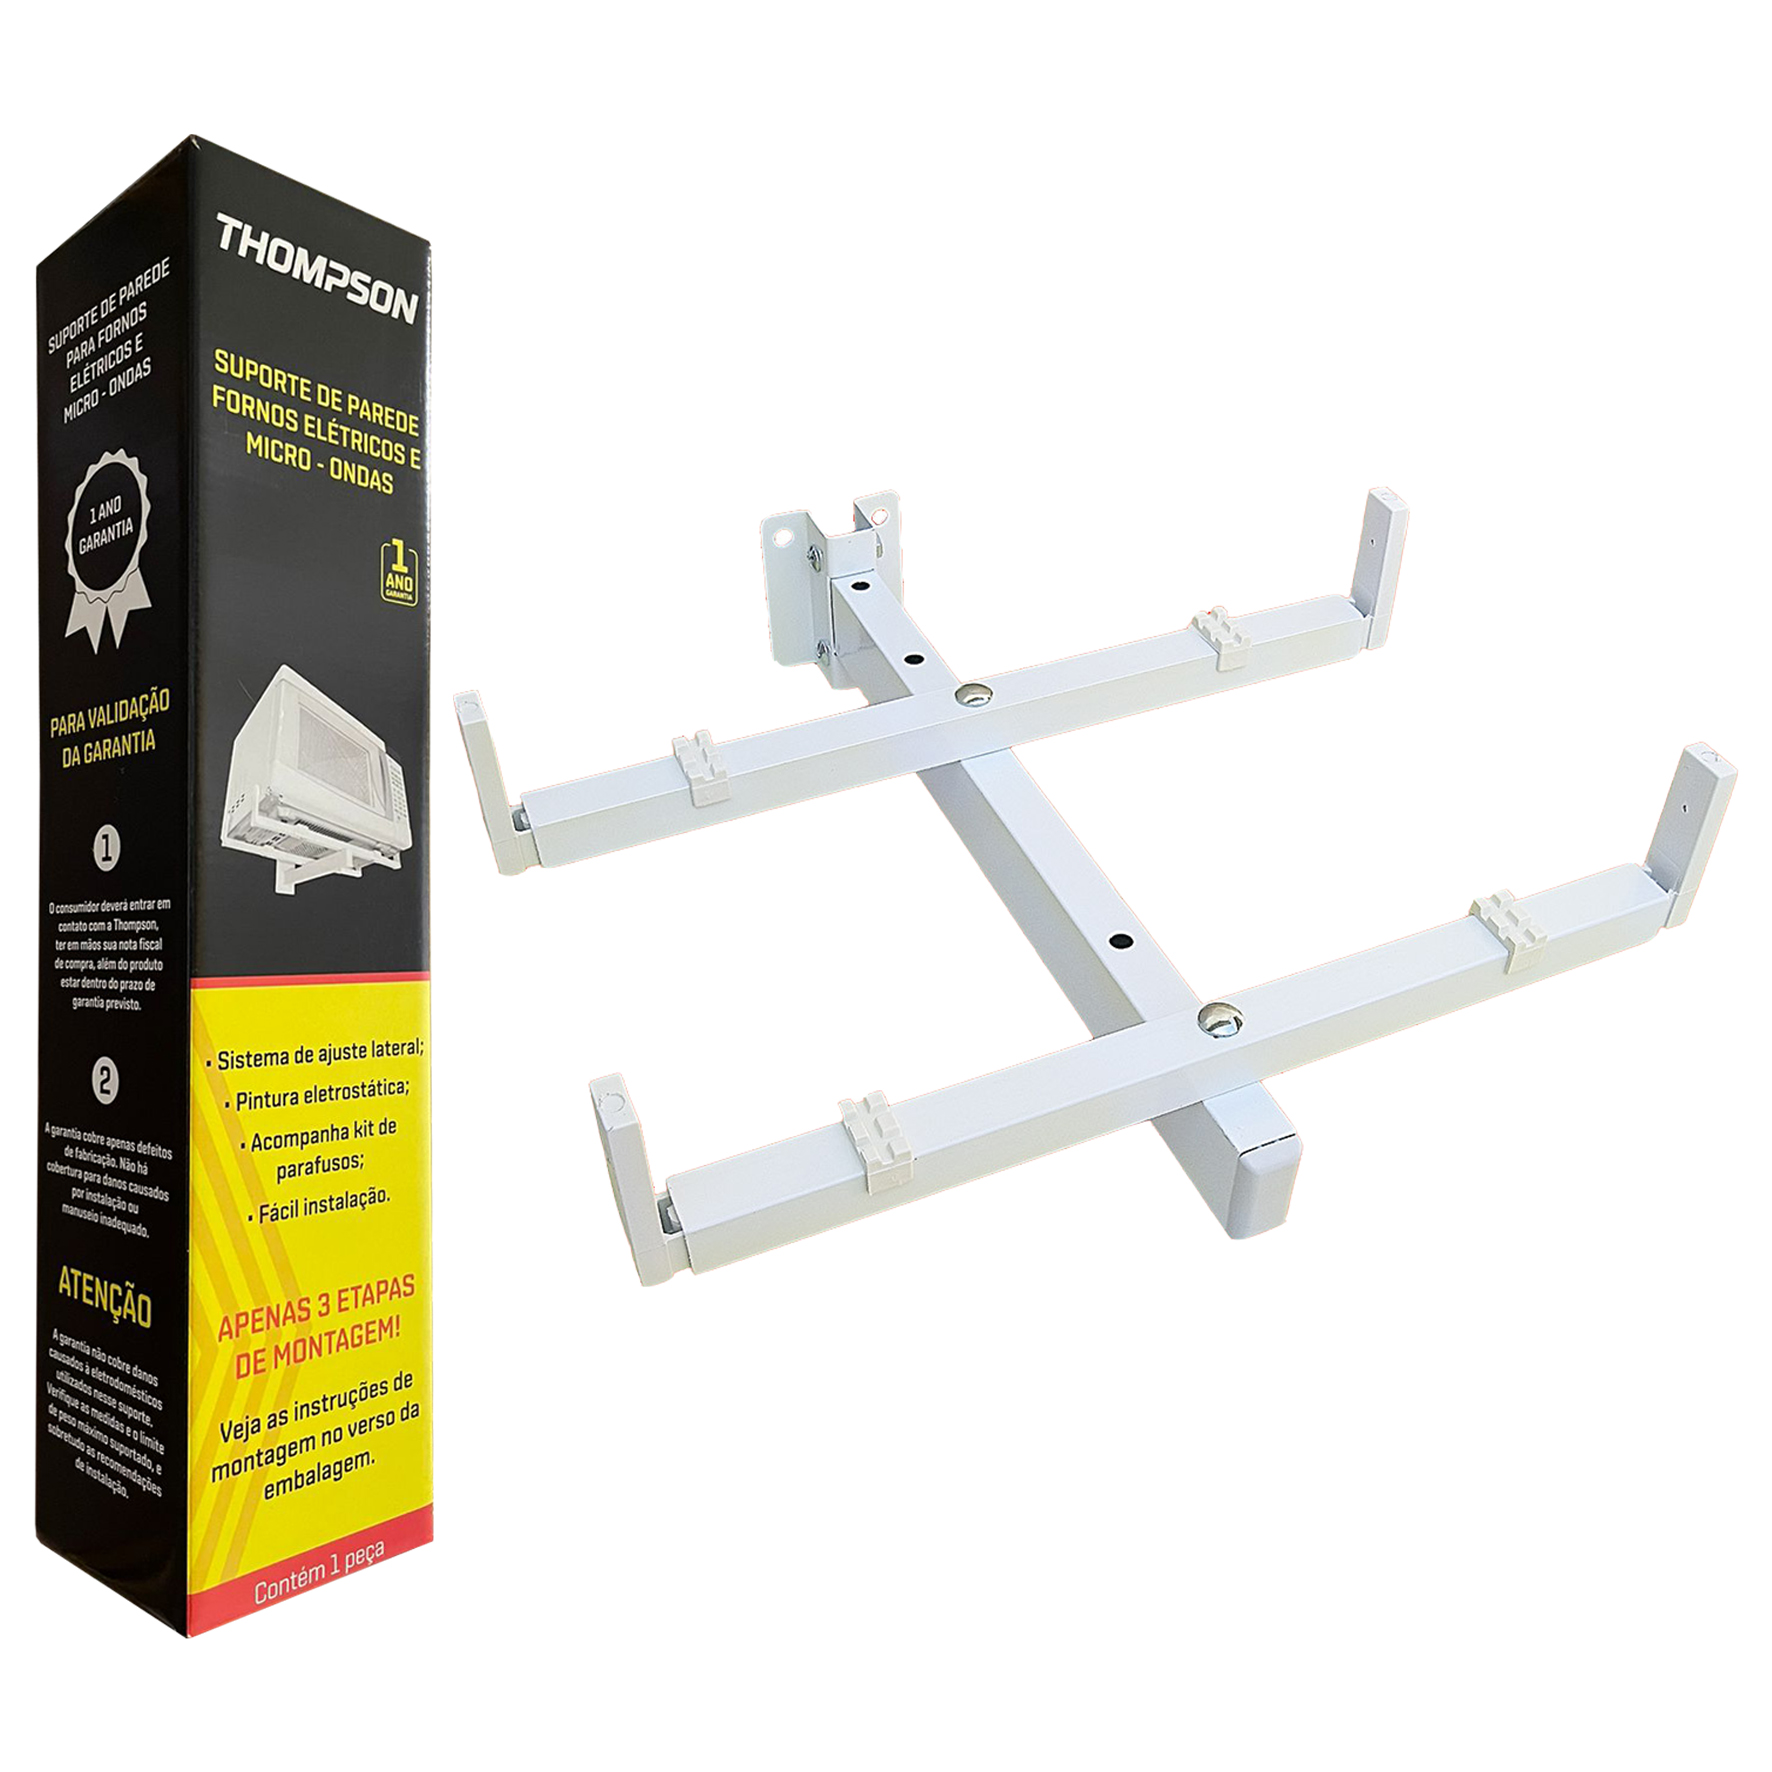 SUPORTE DE PAREDE
PARA FORNOS
ELÉTRICOS E
MICRO - ONDAS
1 ANO
GARANTIA
PARA VALIDAÇÃO
DA GARANTIA
1
O consumidor deverá entrar em
contato com a Thompson,
ter em mãos sua nota fiscal
de compra, além do produto
estar dentro do prazo de
garantia previsto.
2
A garantia cobre apenas defeitos
de fabricação. Não há
cobertura para danos causados
por instalação ou
manuseio inadequado.
ATENÇÃO
A garantia não cobre danos
causados à eletrodomésticos
utilizados nesse suporte.
Verifique as medidas e o limite
de peso máximo suportado, e
sobretudo as recomendações
de instalação.
THOMPSON
SUPORTE DE PAREDE
FORNOS ELÉTRICOS E
MICRO - ONDAS
1
ANO
GARANTIA
• Sistema de ajuste lateral;
• Pintura eletrostática;
• Acompanha kit de
parafusos;
• Fácil instalação.
APENAS 3 ETAPAS
DE MONTAGEM!
Veja as instruções de
montagem no verso da
embalagem.
Contém 1 peça